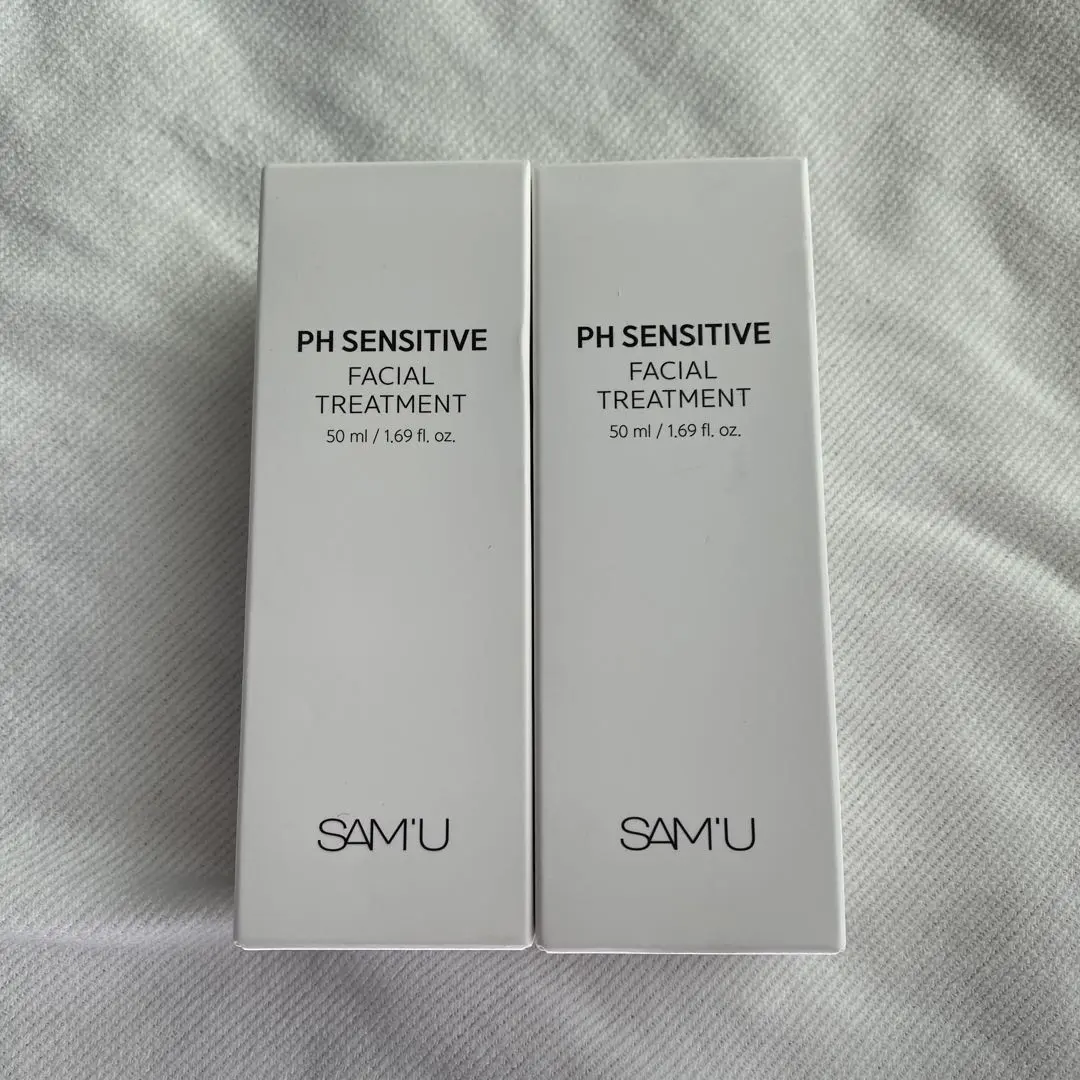 PH SENSITIVE
FACIAL
TREATMENT
50 ml / 1.69 fl. oz.
SAM'U
PH SENSITIVE
FACIAL
TREATMENT
50 ml / 1.69 fl. oz.
SAM'U